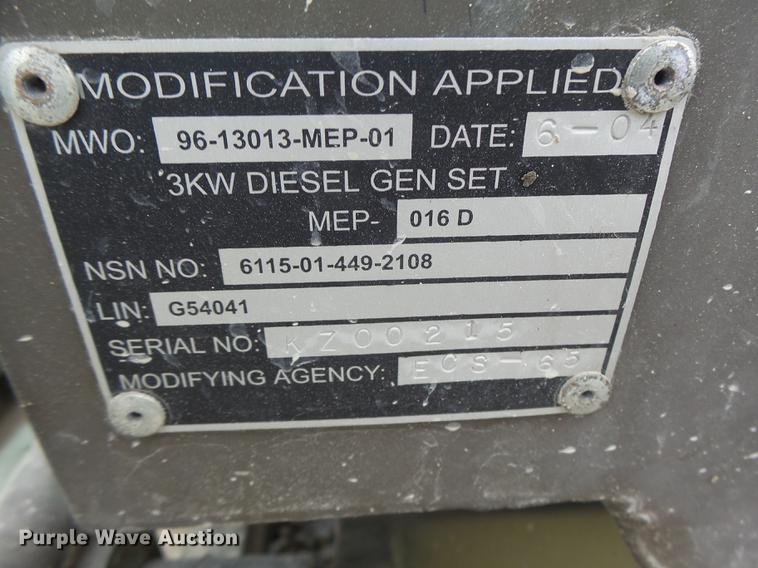 MODIFICATION APPLIED
MWO: 96-13013-MEP-01 DATE: 6-04
3KW DIESEL GEN SET
MEP- 016 D
NSN NO: 6115-01-449-2108
LIN: G54041
SERIAL NO: KZ00215
MODIFYING AGENCY: ECS-65
Purple Wave Auction